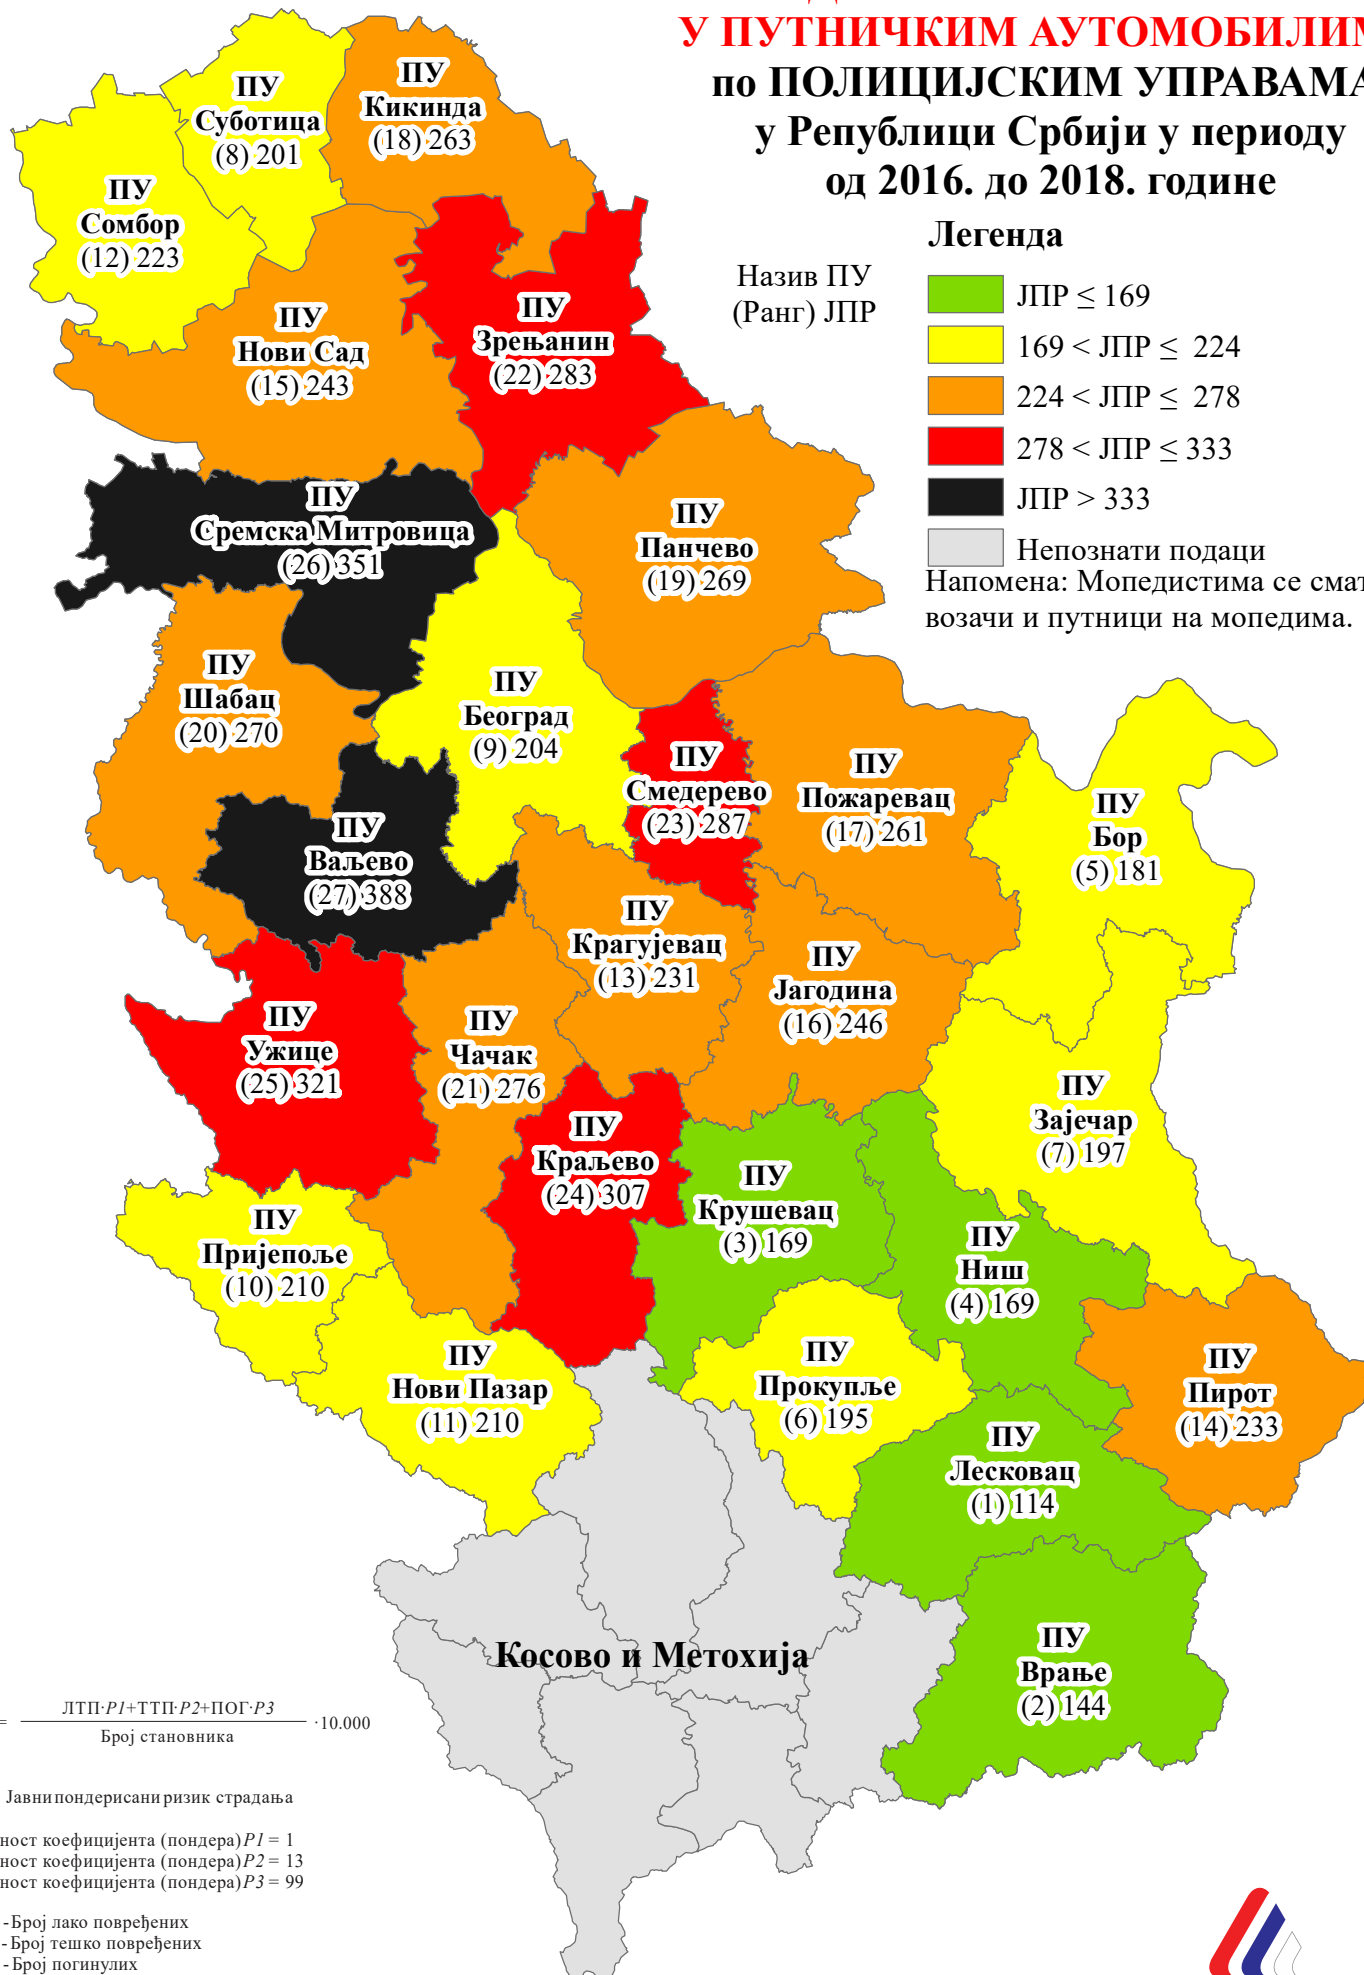 У ПУТНИЧКИМ АУТОМОБИЛИМ
по ПОЛИЦИЈСКИМ УПРАВАМА
у Републици Србији у периоду
од 2016. до 2018. године
Легенда
Назив ПУ
(Ранг) ЈПР
ЈПР ≤ 169
169 < ЈПР ≤ 224
224 < ЈПР ≤ 278
278 < ЈПР ≤ 333
ЈПР > 333
Непознати подаци
Напомена: Мопедистима се смат
возачи и путници на мопедима.
ПУ
Суботица
(8) 201
ПУ
Кикинда
(18) 263
ПУ
Сомбор
(12) 223
ПУ
Нови Сад
(15) 243
ПУ
Зрењанин
(22) 283
ПУ
Сремска Митровица
(26) 351
ПУ
Панчево
(19) 269
ПУ
Шабац
(20) 270
ПУ
Београд
(9) 204
ПУ
Смедерево
(23) 287
ПУ
Пожаревац
(17) 261
ПУ
Бор
(5) 181
ПУ
Ваљево
(27) 388
ПУ
Крагујевац
(13) 231
ПУ
Јагодина
(16) 246
ПУ
Ужице
(25) 321
ПУ
Чачак
(21) 276
ПУ
Зајечар
(7) 197
ПУ
Краљево
(24) 307
ПУ
Крушевац
(3) 169
ПУ
Ниш
(4) 169
ПУ
Пријепоље
(10) 210
ПУ
Нови Пазар
(11) 210
ПУ
Прокупље
(6) 195
ПУ
Пирот
(14) 233
ПУ
Лесковац
(1) 114
Косово и Метохија
ПУ
Врање
(2) 144
ЛТП·P1+ТТП·P2+ПОГ·P3
= ·10.000
Број становника
Јавни пондерисани ризик страдања
ност коефицијента (пондера) P1 = 1
ност коефицијента (пондера) P2 = 13
ност коефицијента (пондера) P3 = 99
- Број лако повређених
- Број тешко повређених
- Број погинулих